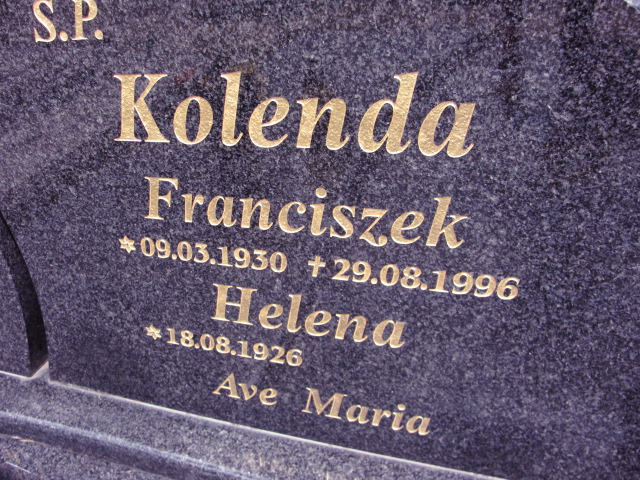 S.P.
Kolenda
Franciszek
*09.03.1930 †29.08.1996
Helena
*18.08.1926
Ave Maria